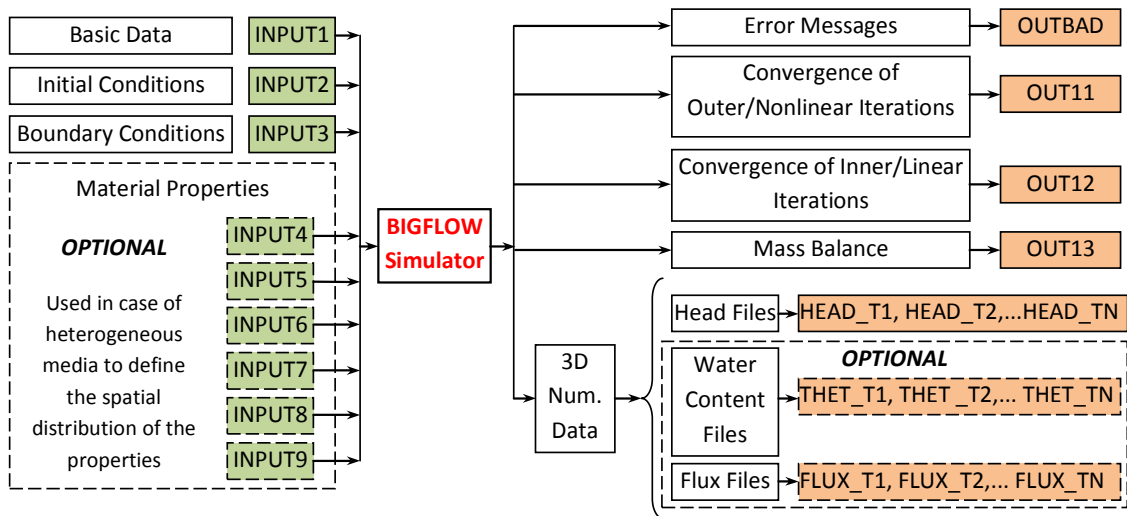 Basic Data
INPUT1
Initial Conditions
INPUT2
Boundary Conditions
INPUT3
Material Properties
OPTIONAL
Used in case of
heterogeneous
media to define
the spatial
distribution of the
properties
INPUT4
INPUT5
INPUT6
INPUT7
INPUT8
INPUT9
BIGFLOW
Simulator
Error Messages
OUTBAD
Convergence of
Outer/Nonlinear Iterations
OUT11
Convergence of Inner/Linear
Iterations
OUT12
Mass Balance
OUT13
3D
Num.
Data
Head Files
HEAD_T1, HEAD_T2,...HEAD_TN
OPTIONAL
Water
Content
Files
THET_T1, THET _T2,... THET_TN
Flux Files
FLUX_T1, FLUX_T2,... FLUX_TN